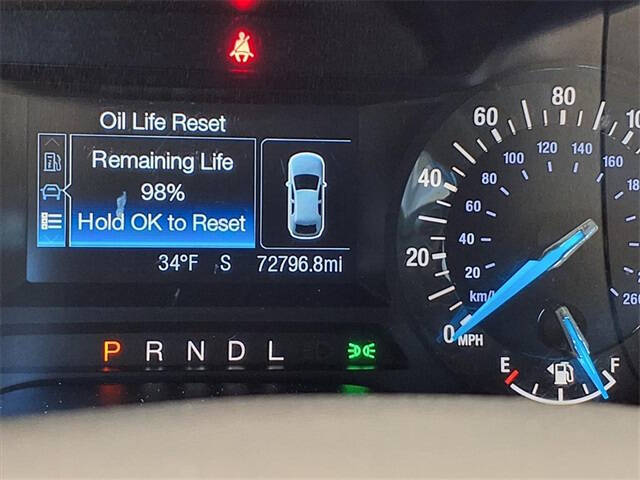 Oil Life Reset
Remaining Life
98%
Hold OK to Reset
34°F S 72796.8mi
P R N D L
0 20 40 60 80
20 40 60 80 100 120 140 160
260
km/
MPH
E F